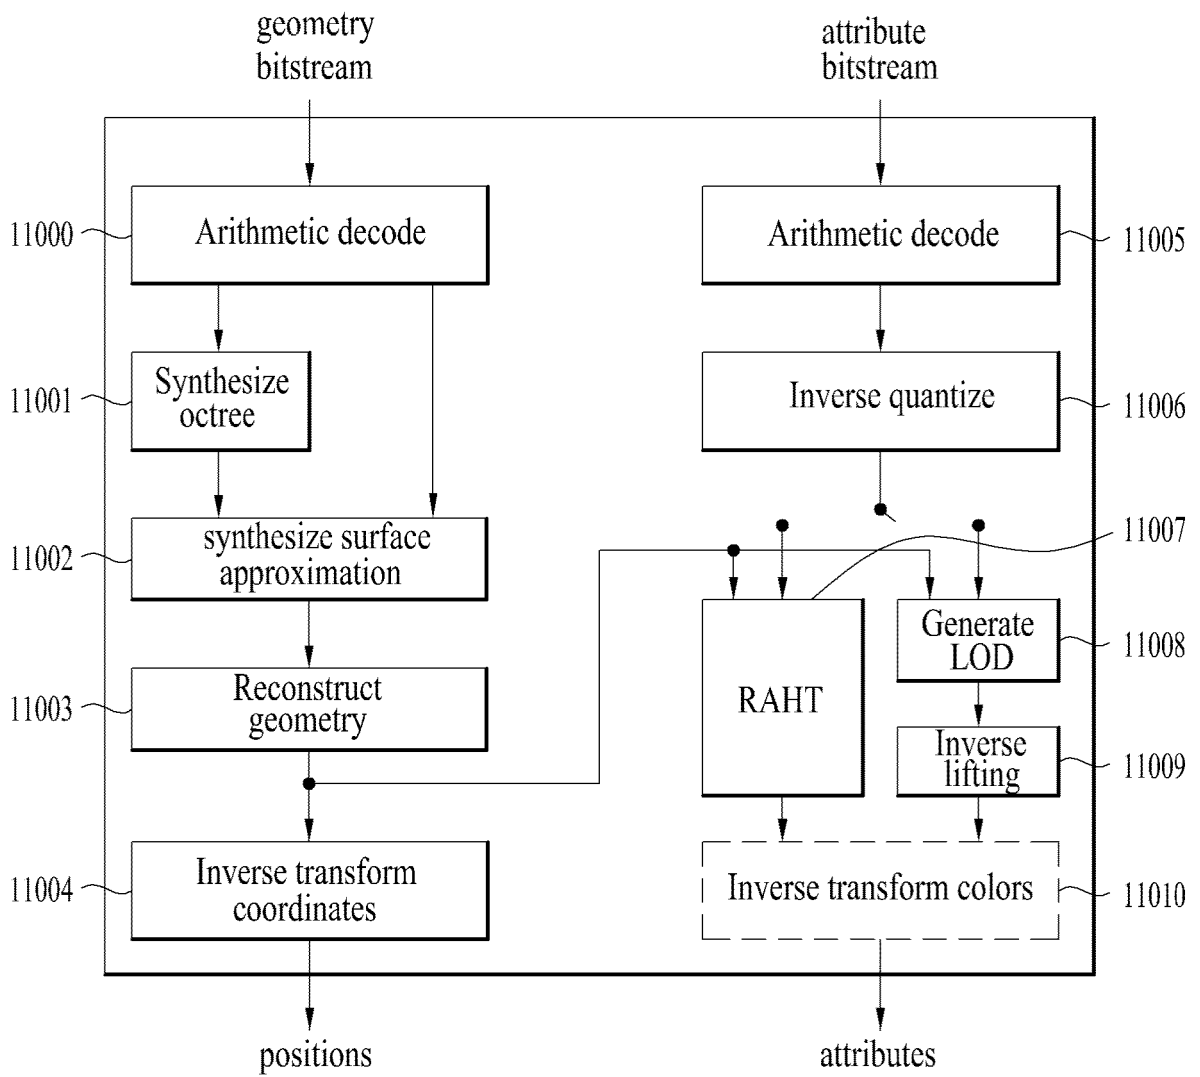 geometry
bitstream
attribute
bitstream
11000
Arithmetic decode
Arithmetic decode
11005
11001
Synthesize
octree
Inverse quantize
11006
11002
synthesize surface
approximation
11007
Generate
LOD
11008
11003
Reconstruct
geometry
RAHT
Inverse
lifting
11009
11004
Inverse transform
coordinates
Inverse transform colors
11010
positions
attributes